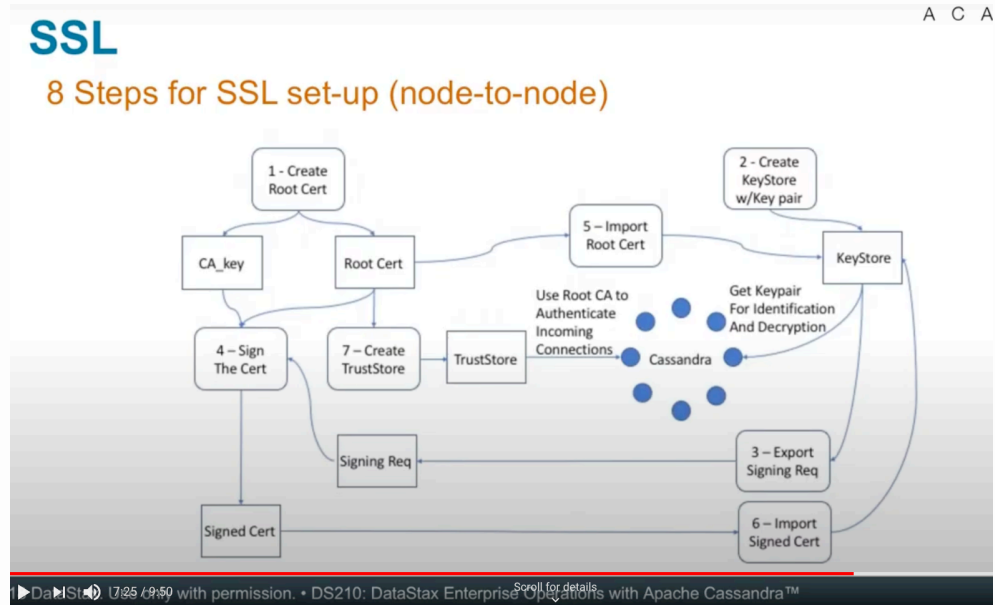 A C A
SSL
8 Steps for SSL set-up (node-to-node)
1 - Create
Root Cert
2 - Create
KeyStore
w/Key pair
5 – Import
Root Cert
CA_key
Root Cert
KeyStore
Use Root CA to
Authenticate
Incoming
Connections
Get Keypair
For Identification
And Decryption
4 – Sign
The Cert
7 – Create
TrustStore
TrustStore
Cassandra
Signing Req
3 – Export
Signing Req
Signed Cert
6 – Import
Signed Cert
7:25 / 9:50
Scroll for details
DataSta Use only with permission. • DS210: DataStax Enterprise Operations with Apache Cassandra™